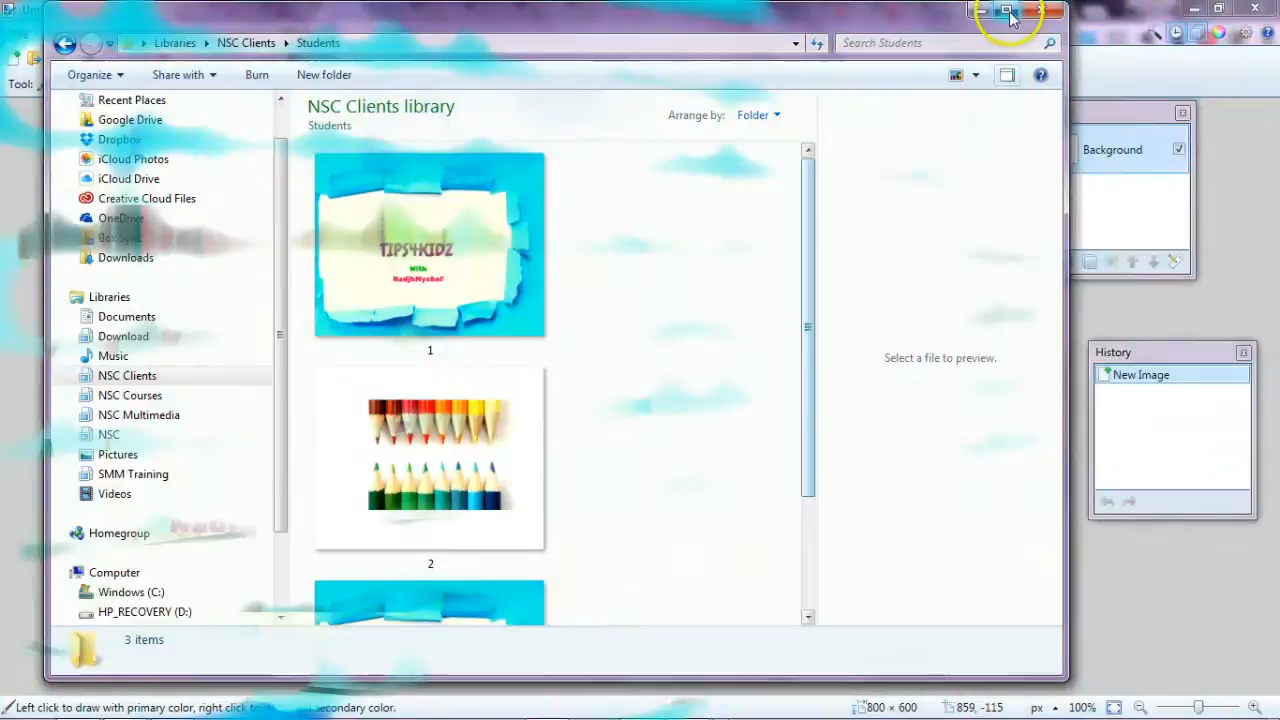 Libraries NSC Clients Students
Search Students
Organize Share with Burn New folder
Tool:
Recent Places
Google Drive
Dropbox
iCloud Photos
iCloud Drive
Creative Cloud Files
OneDrive
Box Sync
Downloads
Libraries
Documents
Download
Music
NSC Clients
NSC Courses
NSC Multimedia
NSC
Pictures
SMM Training
Videos
Homegroup
Computer
Windows (C:)
HP_RECOVERY (D:)
NSC Clients library
Students
Arrange by: Folder
TIPS4KIDZ
With
NadjhMychal'
1
2
Select a file to preview.
3 items
Background
History
New Image
Left click to draw with primary color, right click to secondary color.
800 × 600
859, -115
px
100%